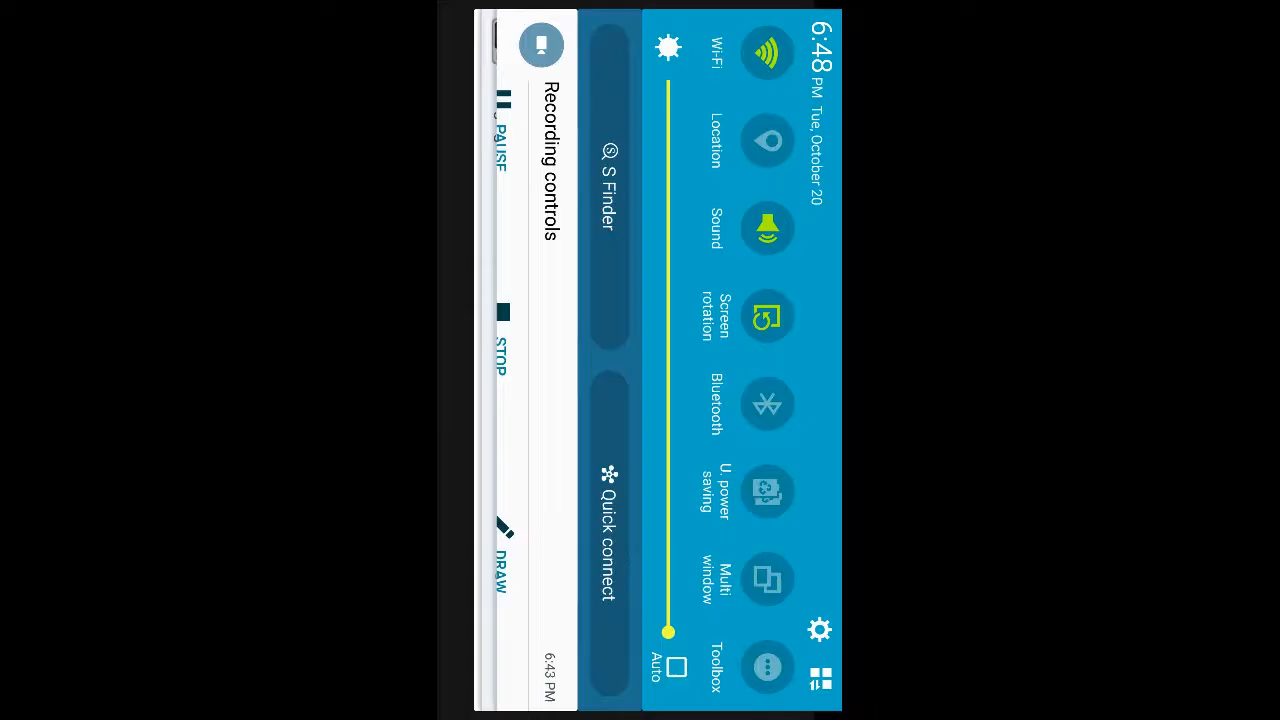 6:48 PM Tue, October 20
Wi-Fi
Location
Sound
Screen
rotation
Bluetooth
U. power
saving
Multi
window
Toolbox
Auto
S Finder
Quick connect
Recording controls
6:43 PM
PAUSE
STOP
DRAW